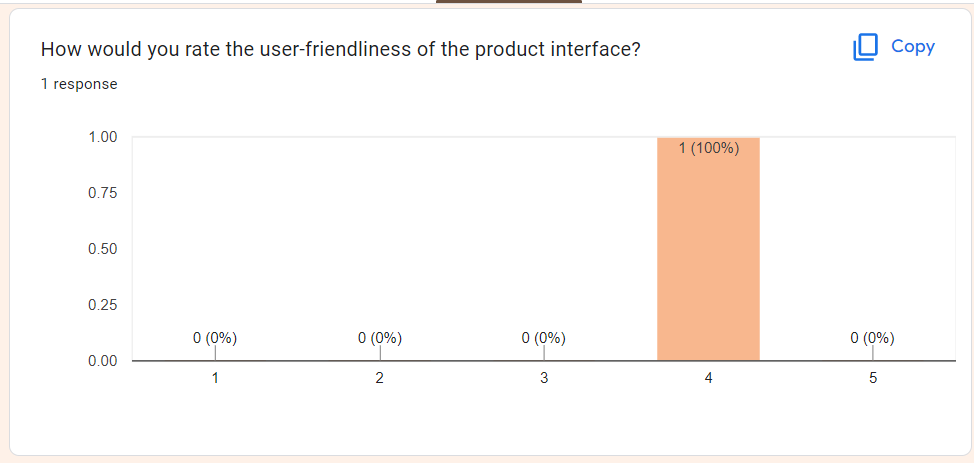 How would you rate the user-friendliness of the product interface?
Copy
1 response
1.00
1 (100%)
0.75
0.50
0.25
0 (0%) 0 (0%) 0 (0%) 0 (0%)
0.00
1 2 3 4 5